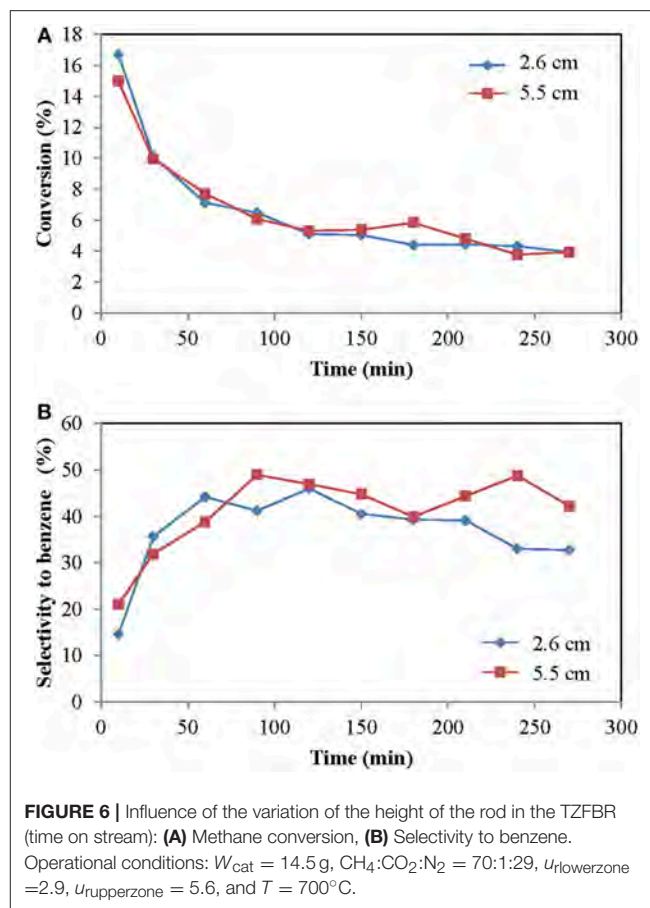 A
18
16
14
12
10
8
6
4
2
0
Conversion (%)
2.6 cm
5.5 cm
0 50 100 150 200 250 300
Time (min)
B
60
50
40
30
20
10
0
Selectivity to benzene (%)
2.6 cm
5.5 cm
0 50 100 150 200 250 300
Time (min)
FIGURE 6 | Influence of the variation of the height of the rod in the TZFBR
(time on stream): (A) Methane conversion, (B) Selectivity to benzene.
Operational conditions: W_cat = 14.5 g, CH₄:CO₂:N₂ = 70:1:29, u_rlowerzone
=2.9, u_rupperzone = 5.6, and T = 700°C.